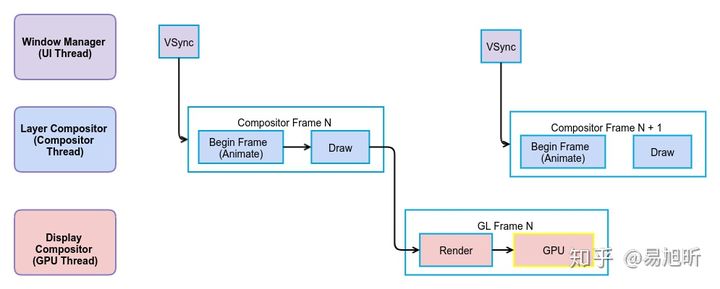 Window Manager
(UI Thread)
VSync
VSync
Layer Compositor
(Compositor
Thread)
Compositor Frame N
Begin Frame
(Animate)
Draw
Compositor Frame N + 1
Begin Frame
(Animate)
Draw
Display
Compositor
(GPU Thread)
GL Frame N
Render
GPU
知乎 @易旭昕